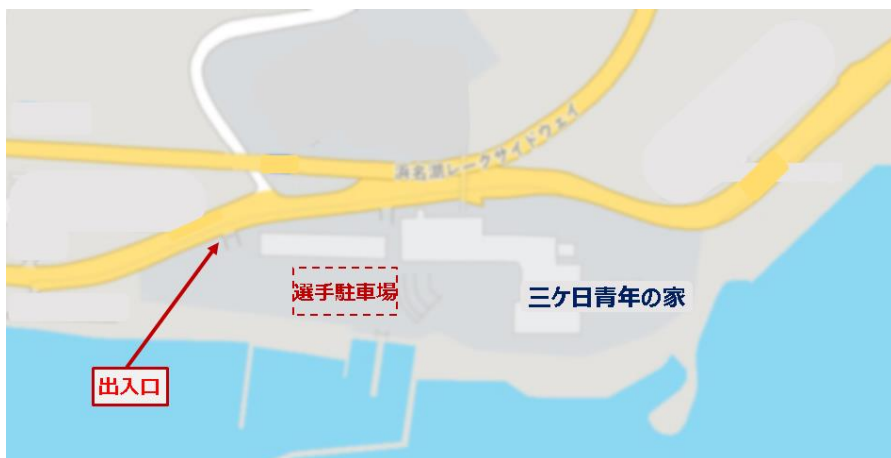 浜名湖レークサイドウェイ
選手駐車場
三ケ日青年の家
出入口